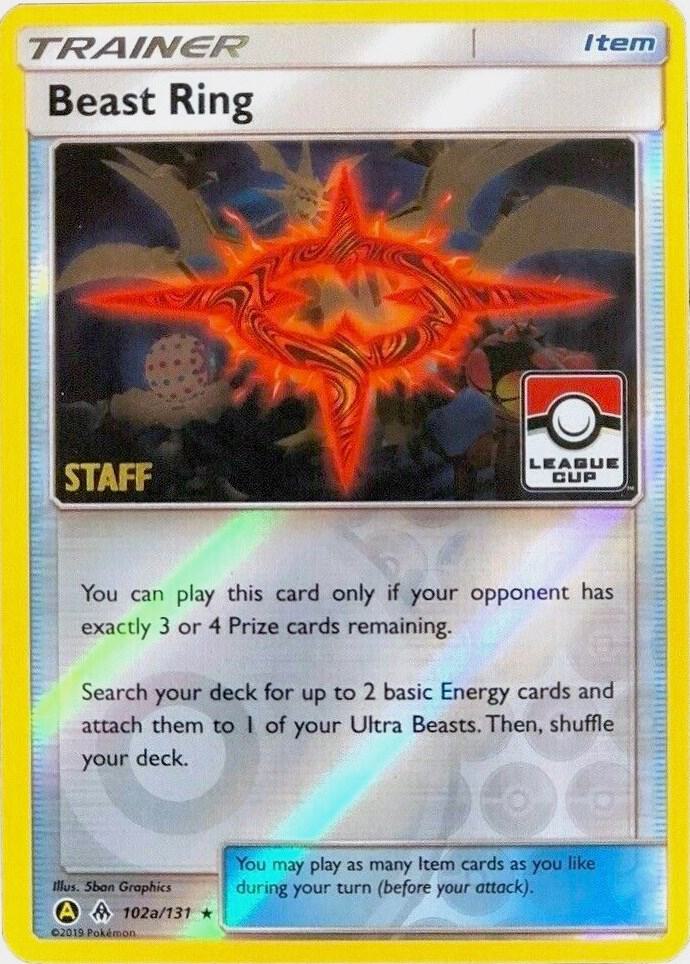 TRAINER
Item
Beast Ring
STAFF
LEAGUE
CUP
You can play this card only if your opponent has
exactly 3 or 4 Prize cards remaining.
Search your deck for up to 2 basic Energy cards and
attach them to 1 of your Ultra Beasts. Then, shuffle
your deck.
You may play as many Item cards as you like
during your turn (before your attack).
Illus. 5ban Graphics
A 102a/131 ★
©2019 Pokémon